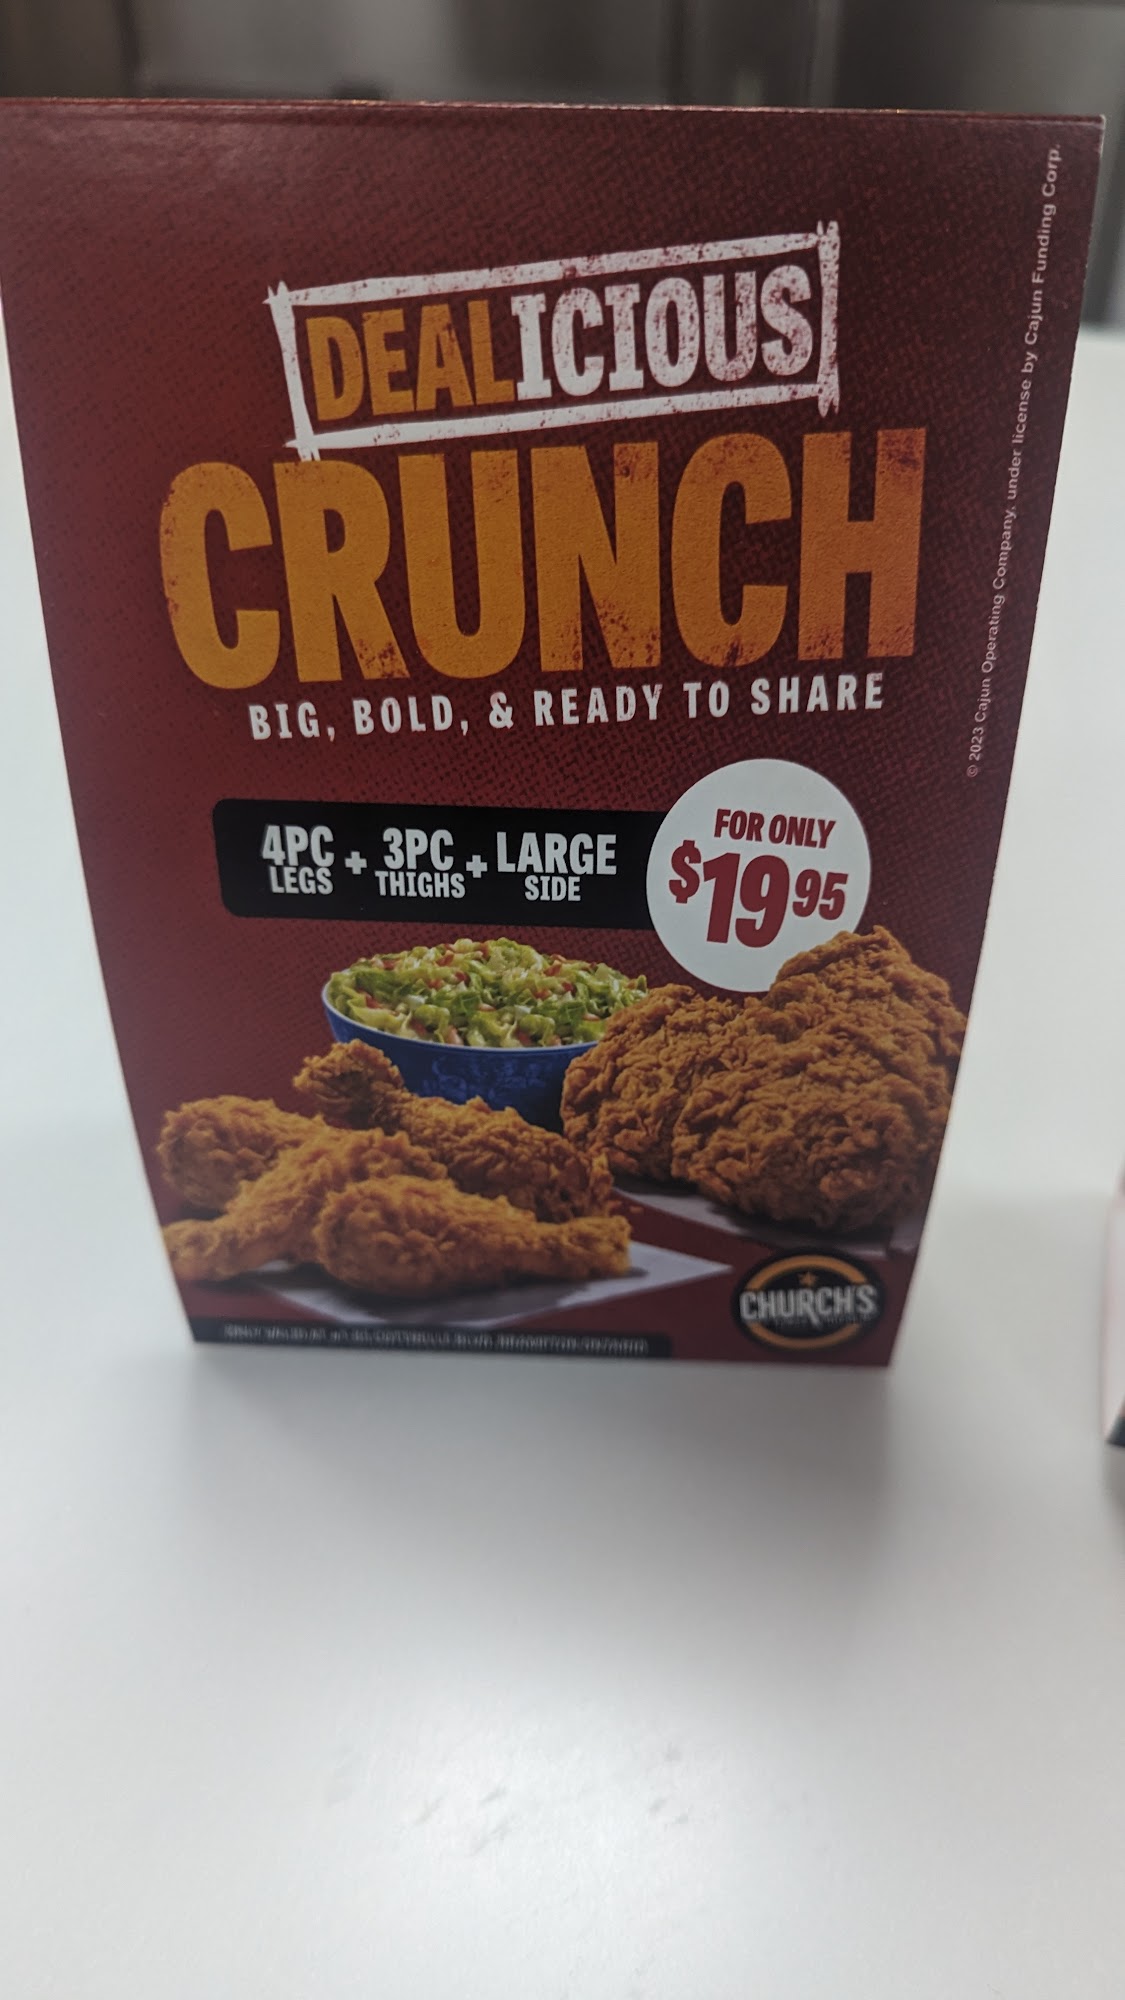 DEALICIOUS
CRUNCH
BIG, BOLD, & READY TO SHARE
4PC LEGS + 3PC THIGHS + LARGE SIDE
FOR ONLY
$19 95
CHURCH'S
© 2023 Cajun Operating Company, under license by Cajun Funding Corp.